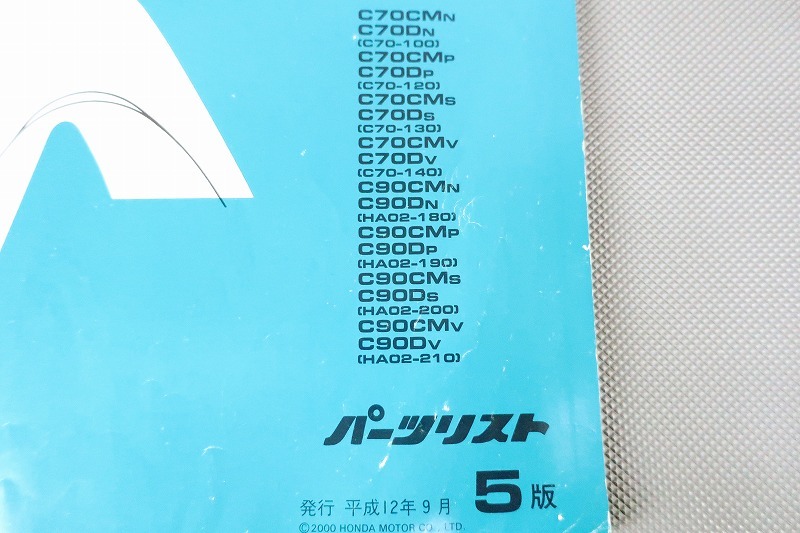 C70CMN
C70DN
(C70-100)
C70CMP
C70DP
(C70-120)
C70CMS
C70DS
(C70-130)
C70CMV
C70DV
(C70-140)
C90CMN
C90DN
(HA02-180)
C90CMP
C90DP
(HA02-190)
C90CMS
C90DS
(HA02-200)
C90CMV
C90DV
(HA02-210)
パーツリスト
発行 平成12年9月 5版
©2000 HONDA MOTOR CO., LTD.